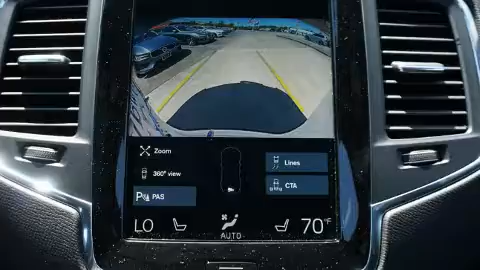 Zoom
360° view
Lines
CTA
P PAS
LO
AUTO
70°F